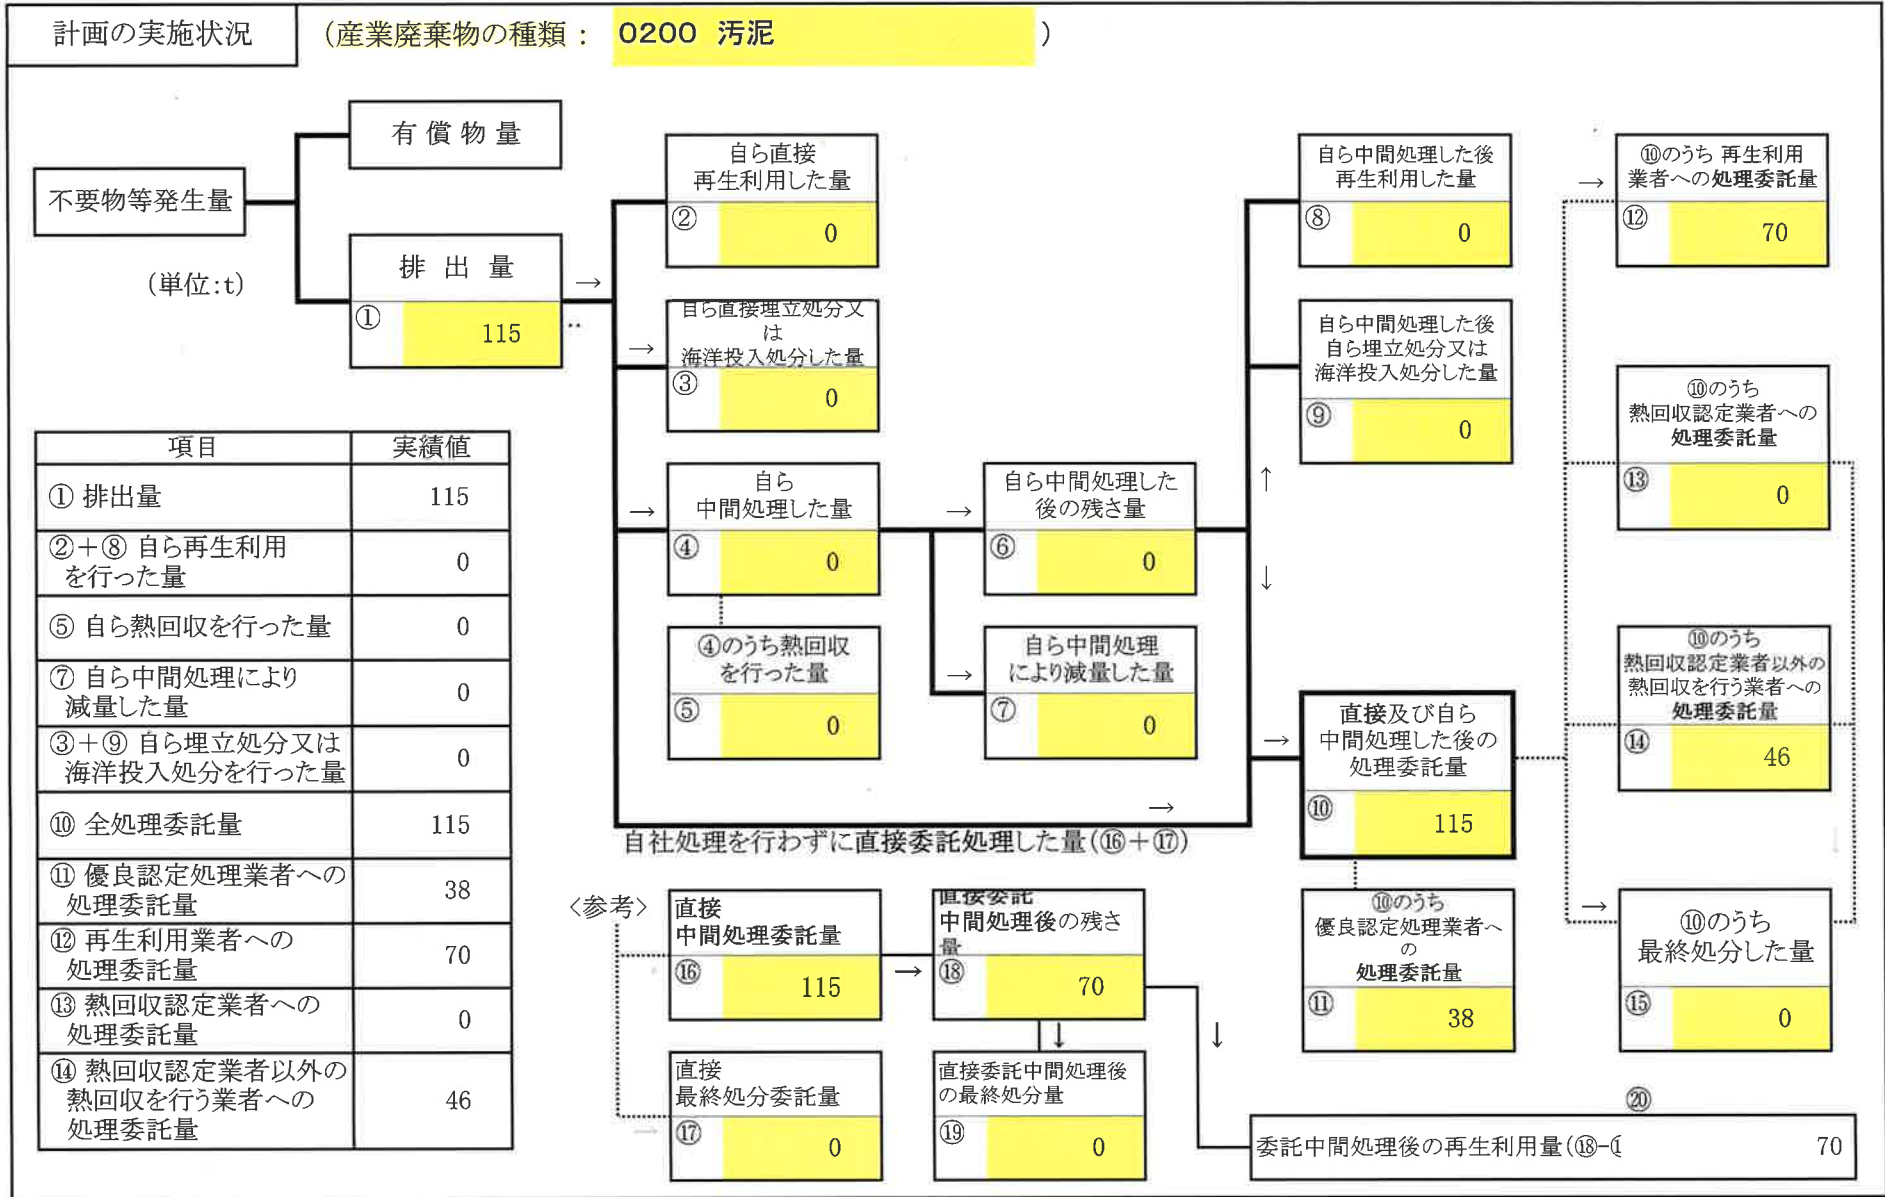 計画の実施状況
（産業廃棄物の種類： 0200 汚泥 ）
有償物量
不要物等発生量
(単位:t)
排出量
①
115
自ら直接
再生利用した量
②
0
自ら直接埋立処分又
は
海洋投入処分した量
③
0
自ら
中間処理した量
④
0
④のうち熱回収
を行った量
⑤
0
自ら中間処理した
後の残さ量
⑥
0
自ら中間処理
により減量した量
⑦
0
自ら中間処理した後
再生利用した量
⑧
0
自ら中間処理した後
自ら埋立処分又は
海洋投入処分した量
⑨
0
直接及び自ら
中間処理した後の
処理委託量
⑩
115
⑩のうち
優良認定処理業者へ
の
処理委託量
⑪
38
⑩のうち 再生利用
業者への処理委託量
⑫
70
⑩のうち
熱回収認定業者への
処理委託量
⑬
0
⑩のうち
熱回収認定業者以外の
熱回収を行う業者への
処理委託量
⑭
46
⑩のうち
最終処分した量
⑮
0
自社処理を行わずに直接委託処理した量(⑯＋⑰)
〈参考〉
直接
中間処理委託量
⑯
115
直接委託
中間処理後の残さ
量
⑱
70
直接
最終処分委託量
⑰
0
直接委託中間処理後
の最終処分量
⑲
0
⑳
委託中間処理後の再生利用量(⑱-
70
項目 実績値
① 排出量 115
②＋⑧ 自ら再生利用
を行った量 0
⑤ 自ら熱回収を行った量 0
⑦ 自ら中間処理により
減量した量 0
③＋⑨ 自ら埋立処分又は
海洋投入処分を行った量 0
⑩ 全処理委託量 115
⑪ 優良認定処理業者への
処理委託量 38
⑫ 再生利用業者への
処理委託量 70
⑬ 熱回収認定業者への
処理委託量 0
⑭ 熱回収認定業者以外の
熱回収を行う業者への
処理委託量 46